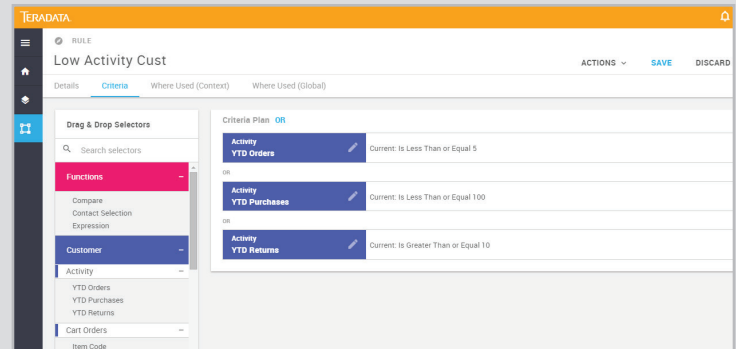 TERADATA.
RULE
Low Activity Cust
ACTIONS SAVE DISCARD
Details Criteria Where Used (Context) Where Used (Global)
Drag & Drop Selectors
Search selectors
Functions
Compare
Contact Selection
Expression
Customer
Activity
YTD Orders
YTD Purchases
YTD Returns
Cart Orders
Item Code
Criteria Plan OR
Activity
YTD Orders
Current: Is Less Than or Equal 5
OR
Activity
YTD Purchases
Current: Is Less Than or Equal 100
OR
Activity
YTD Returns
Current: Is Greater Than or Equal 10